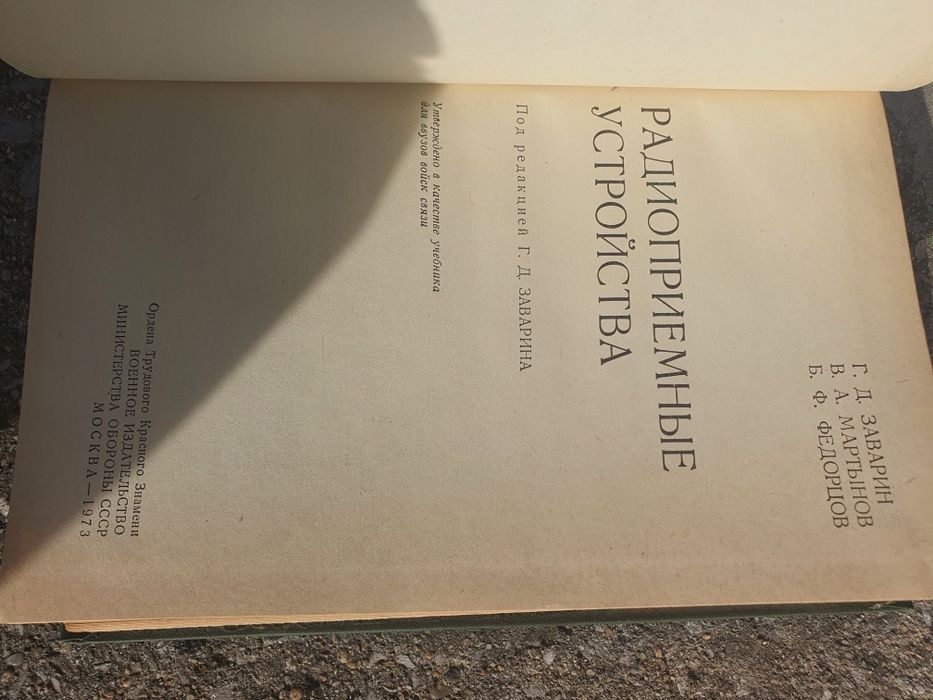 Г. Д. ЗАВАРИН
В. А. МАРТЫНОВ
Б. Ф. ФЕДОРЦОВ
РАДИОПРИЕМНЫЕ
УСТРОЙСТВА
Под редакцией Г. Д. ЗАВАРИНА
Утверждено в качестве учебника
для ввузов войск связи
Ордена Трудового Красного Знамени
ВОЕННОЕ ИЗДАТЕЛЬСТВО
МИНИСТЕРСТВА ОБОРОНЫ СССР
МОСКВА—1973